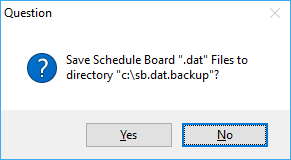 Question
Save Schedule Board ".dat" Files to
directory "c:\sb.dat.backup"?
Yes
No